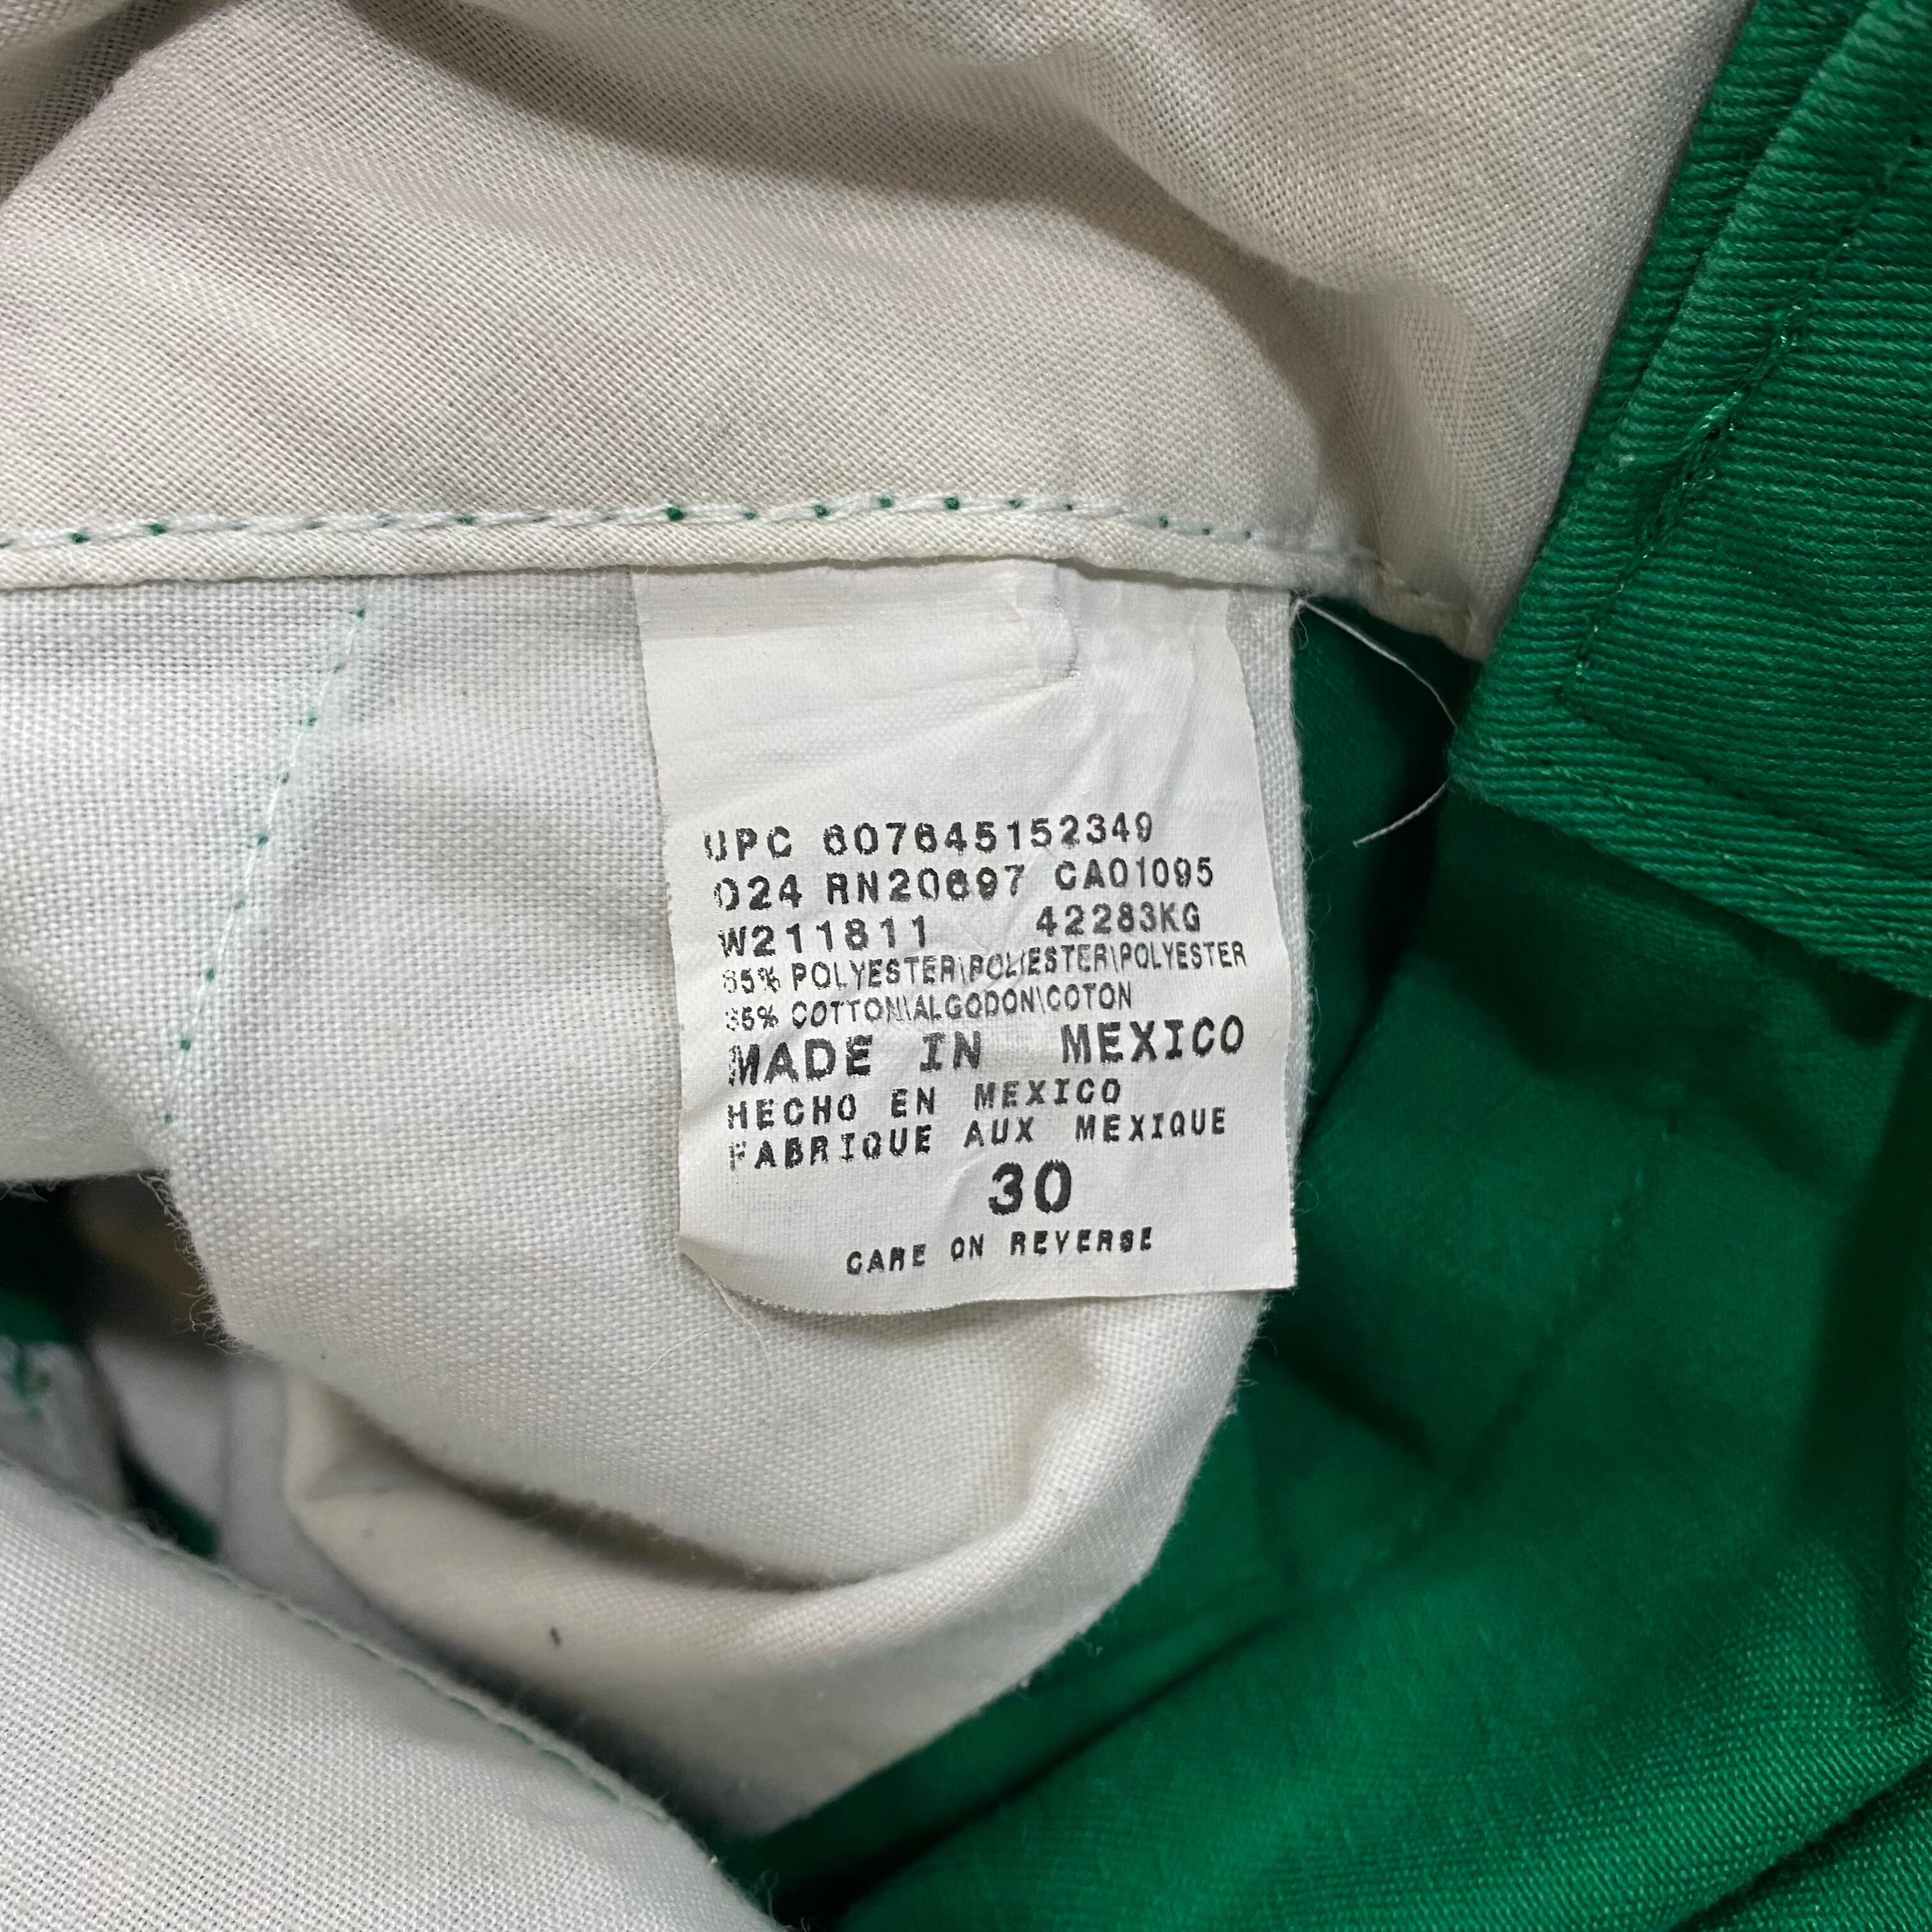 UPC 607645152349
024 RN20697 CA01095
W211811 42283KG
65% POLYESTER\POLIESTER\POLYESTER
35% COTTON\ALGODON\COTON
MADE IN MEXICO
HECHO EN MEXICO
FABRIQUE AUX MEXIQUE
30
CARE ON REVERSE